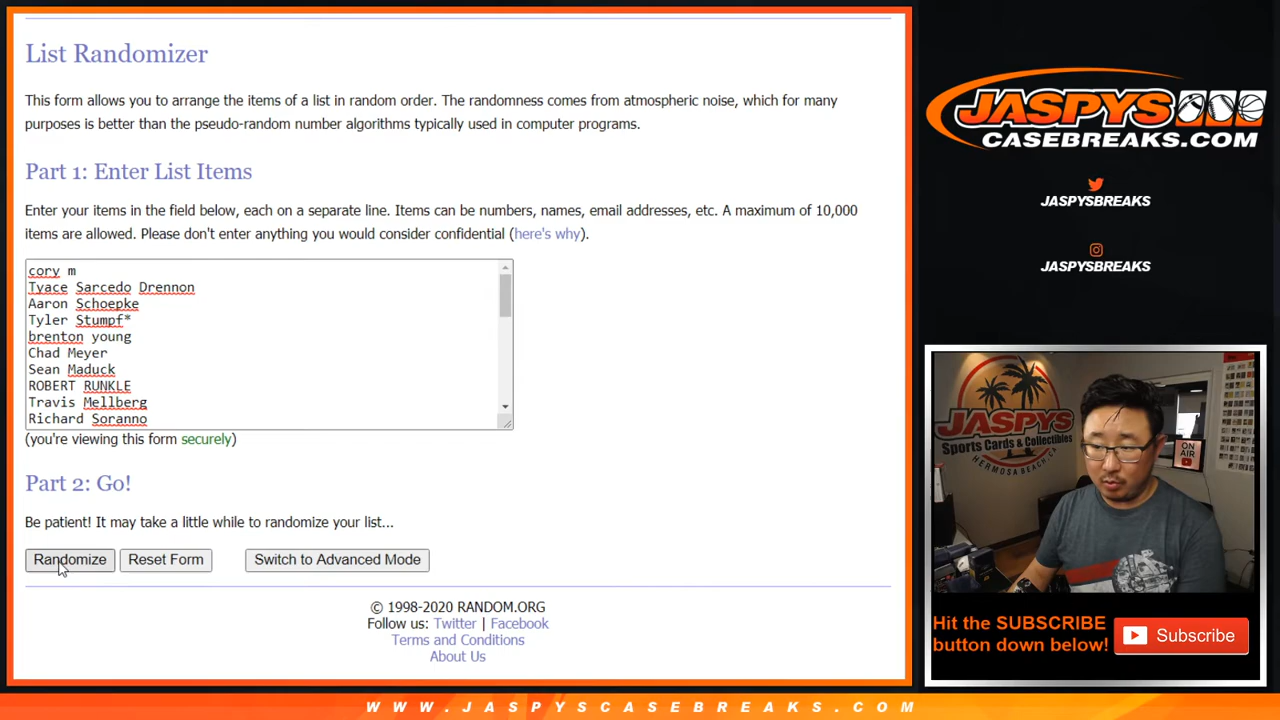 List Randomizer
This form allows you to arrange the items of a list in random order. The randomness comes from atmospheric noise, which for many
purposes is better than the pseudo-random number algorithms typically used in computer programs.
Part 1: Enter List Items
Enter your items in the field below, each on a separate line. Items can be numbers, names, email addresses, etc. A maximum of 10,000
items are allowed. Please don't enter anything you would consider confidential (here's why).
cory m
Tyace Sarcedo Drennon
Aaron Schoepke
Tyler Stumpf*
brenton young
Chad Meyer
Sean Maduck
ROBERT RUNKLE
Travis Mellberg
Richard Soranno
(you're viewing this form securely)
Part 2: Go!
Be patient! It may take a little while to randomize your list...
Randomize
Reset Form
Switch to Advanced Mode
© 1998-2020 RANDOM.ORG
Follow us: Twitter | Facebook
Terms and Conditions
About Us
JASPYS
CASEBREAKS.COM
JASPYSBREAKS
JASPYSBREAKS
JASPYS
Sports Cards & Collectibles
HERMOSA BEACH, CA
ON
AIR
Hit the SUBSCRIBE
button down below!
Subscribe
WWW.JASPYSCASEBREAKS.COM